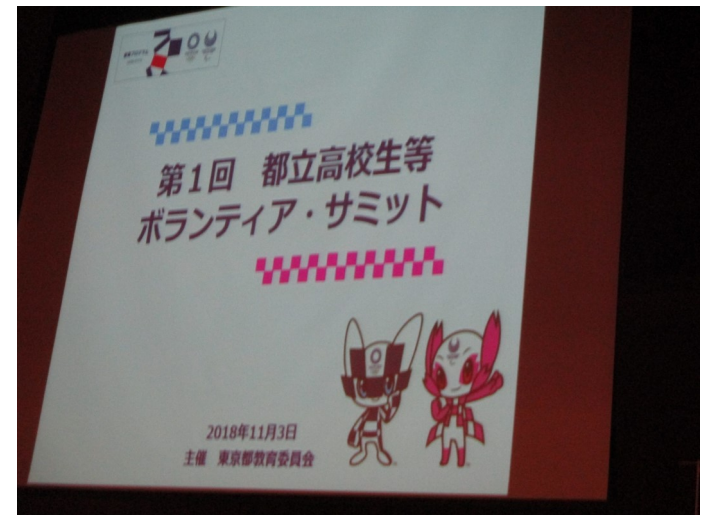 第1回 都立高校生等
ボランティア・サミット
2018年11月3日
主催 東京都教育委員会